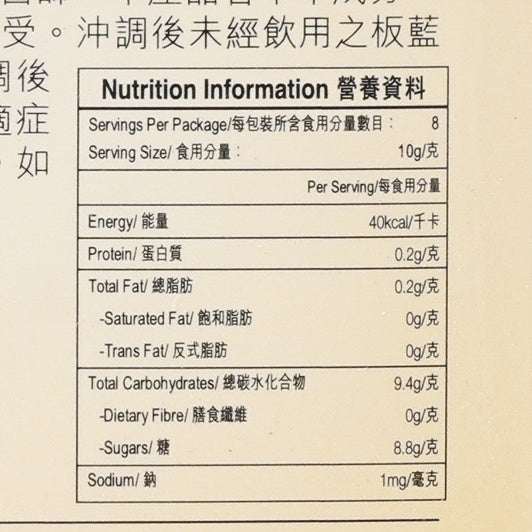 受。沖調後未經飲用之板藍
調後
適症
。如
Nutrition Information 營養資料
Servings Per Package/每包裝所含食用分量數目： 8
Serving Size/ 食用分量： 10g/克
Per Serving/每食用分量
Energy/ 能量 40kcal/千卡
Protein/ 蛋白質 0.2g/克
Total Fat/ 總脂肪 0.2g/克
-Saturated Fat/ 飽和脂肪 0g/克
-Trans Fat/ 反式脂肪 0g/克
Total Carbohydrates/ 總碳水化合物 9.4g/克
-Dietary Fibre/ 膳食纖維 0g/克
-Sugars/ 糖 8.8g/克
Sodium/ 鈉 1mg/毫克